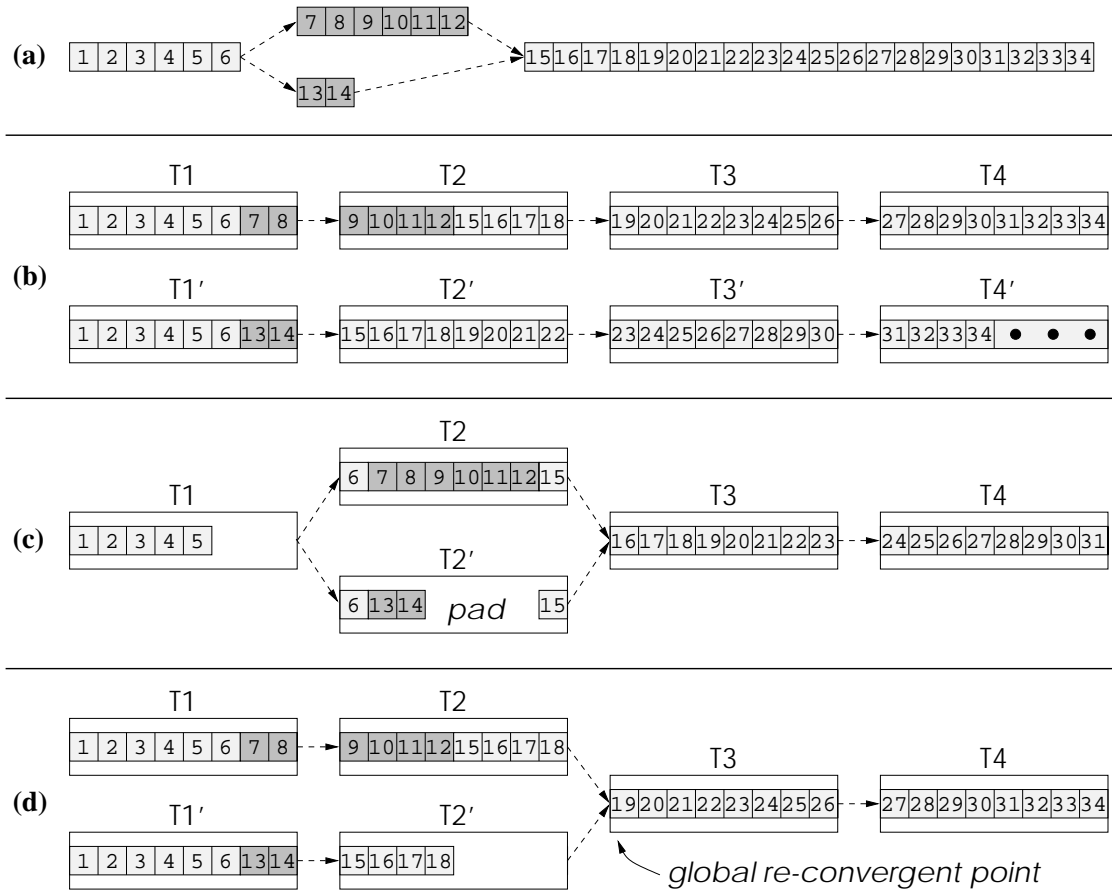 7 8 9 10 11 12
(a) 1 2 3 4 5 6 15 16 17 18 19 20 21 22 23 24 25 26 27 28 29 30 31 32 33 34
13 14
T1 T2 T3 T4
1 2 3 4 5 6 7 8 9 10 11 12 15 16 17 18 19 20 21 22 23 24 25 26 27 28 29 30 31 32 33 34
(b)
T1' T2' T3' T4'
1 2 3 4 5 6 13 14 15 16 17 18 19 20 21 22 23 24 25 26 27 28 29 30 31 32 33 34 • • •
T2
6 7 8 9 10 11 12 15
T1 T3 T4
(c) 1 2 3 4 5 16 17 18 19 20 21 22 23 24 25 26 27 28 29 30 31
T2'
6 13 14 pad 15
T1 T2
1 2 3 4 5 6 7 8 9 10 11 12 15 16 17 18
T3 T4
(d) 19 20 21 22 23 24 25 26 27 28 29 30 31 32 33 34
T1' T2'
1 2 3 4 5 6 13 14 15 16 17 18
global re-convergent point